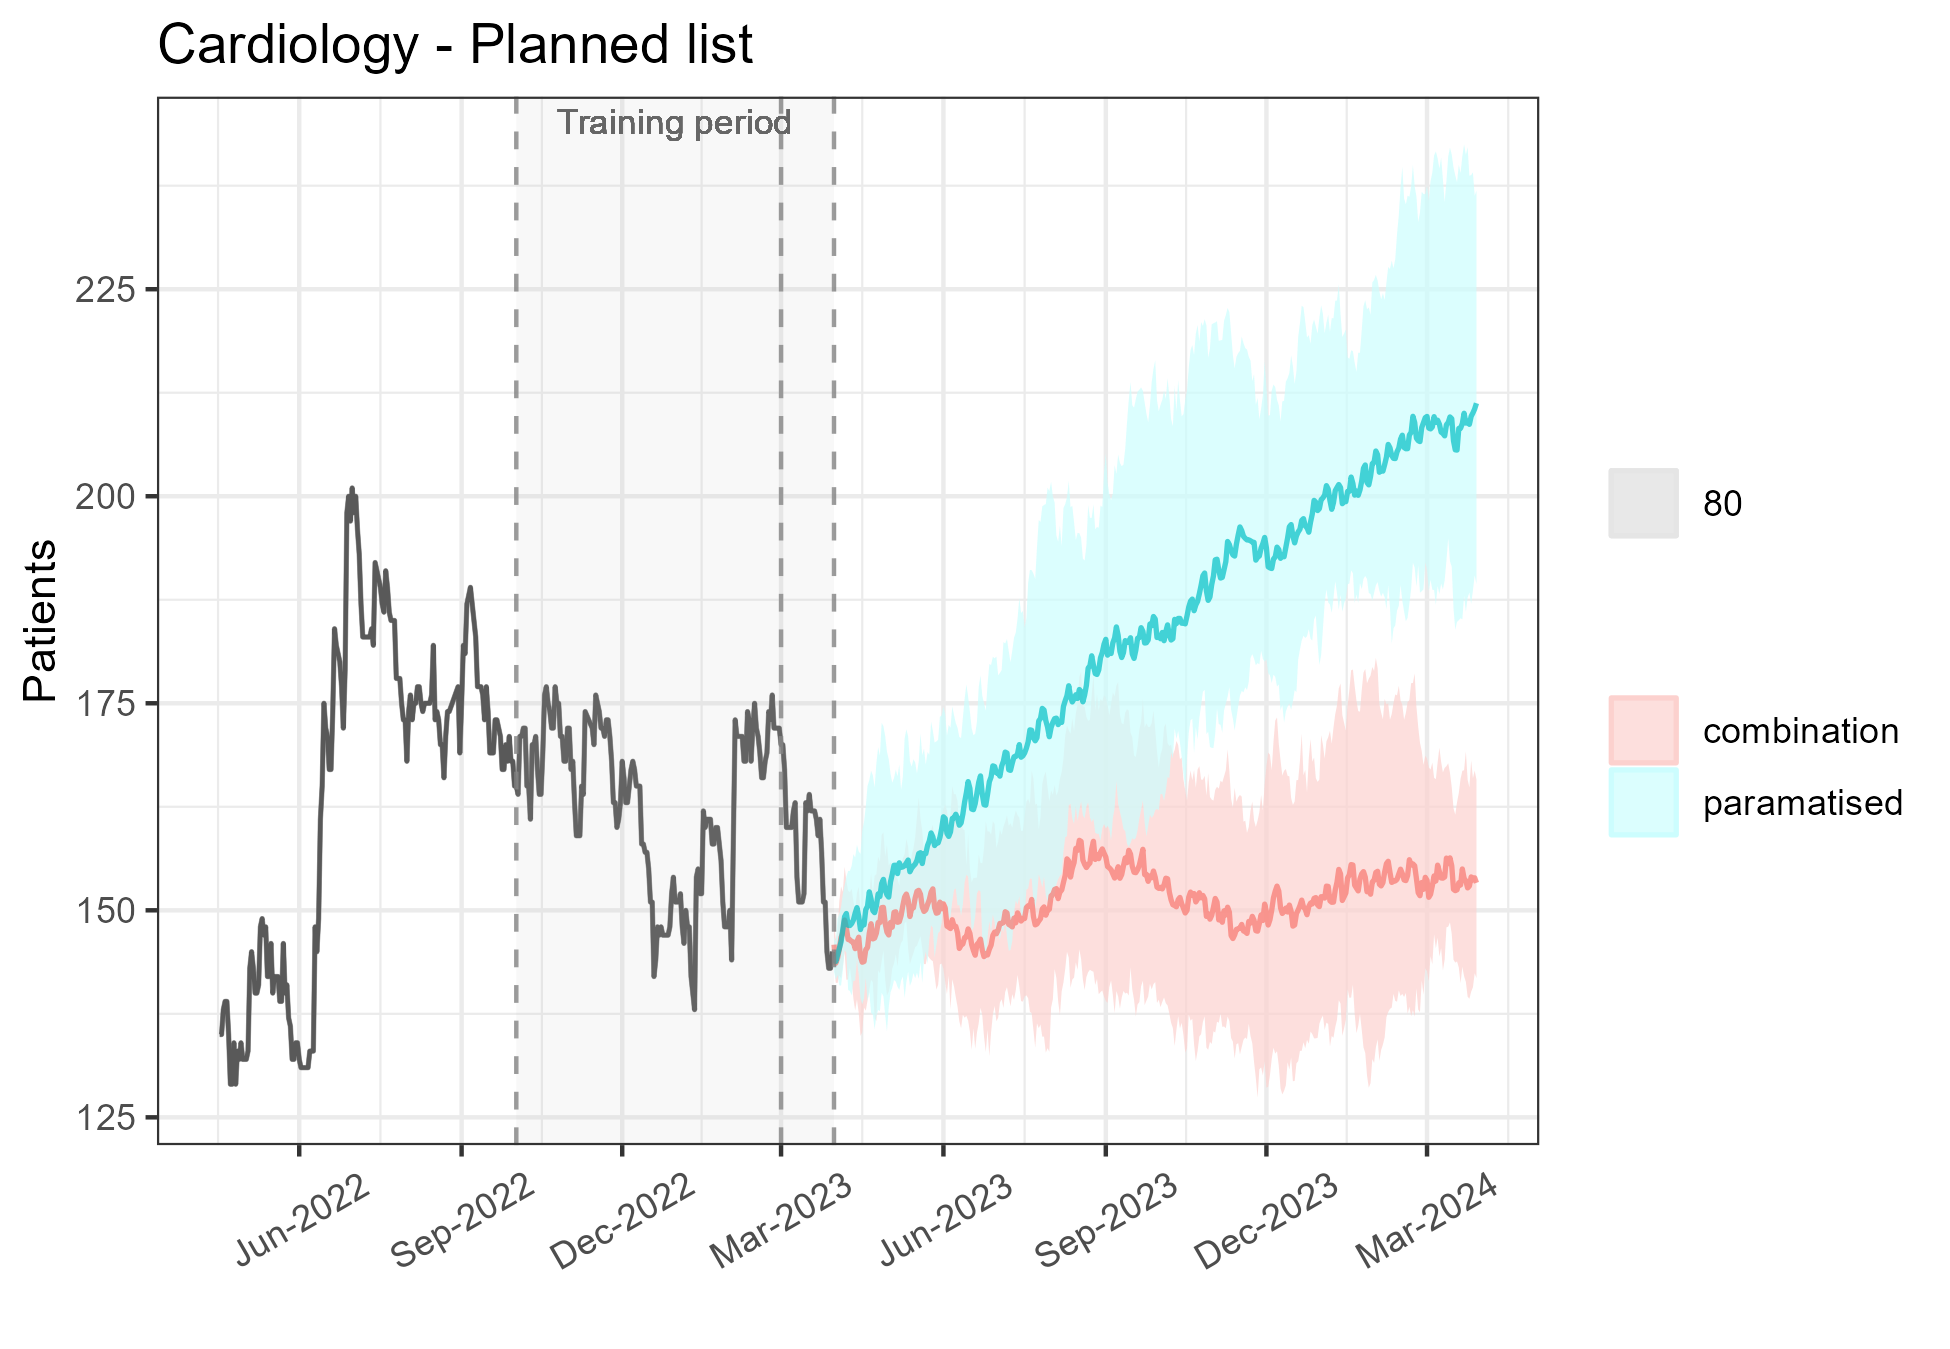 Cardiology - Planned list
Training period
Patients
225
200
175
150
125
Jun-2022
Sep-2022
Dec-2022
Mar-2023
Jun-2023
Sep-2023
Dec-2023
Mar-2024
80
combination
paramatised